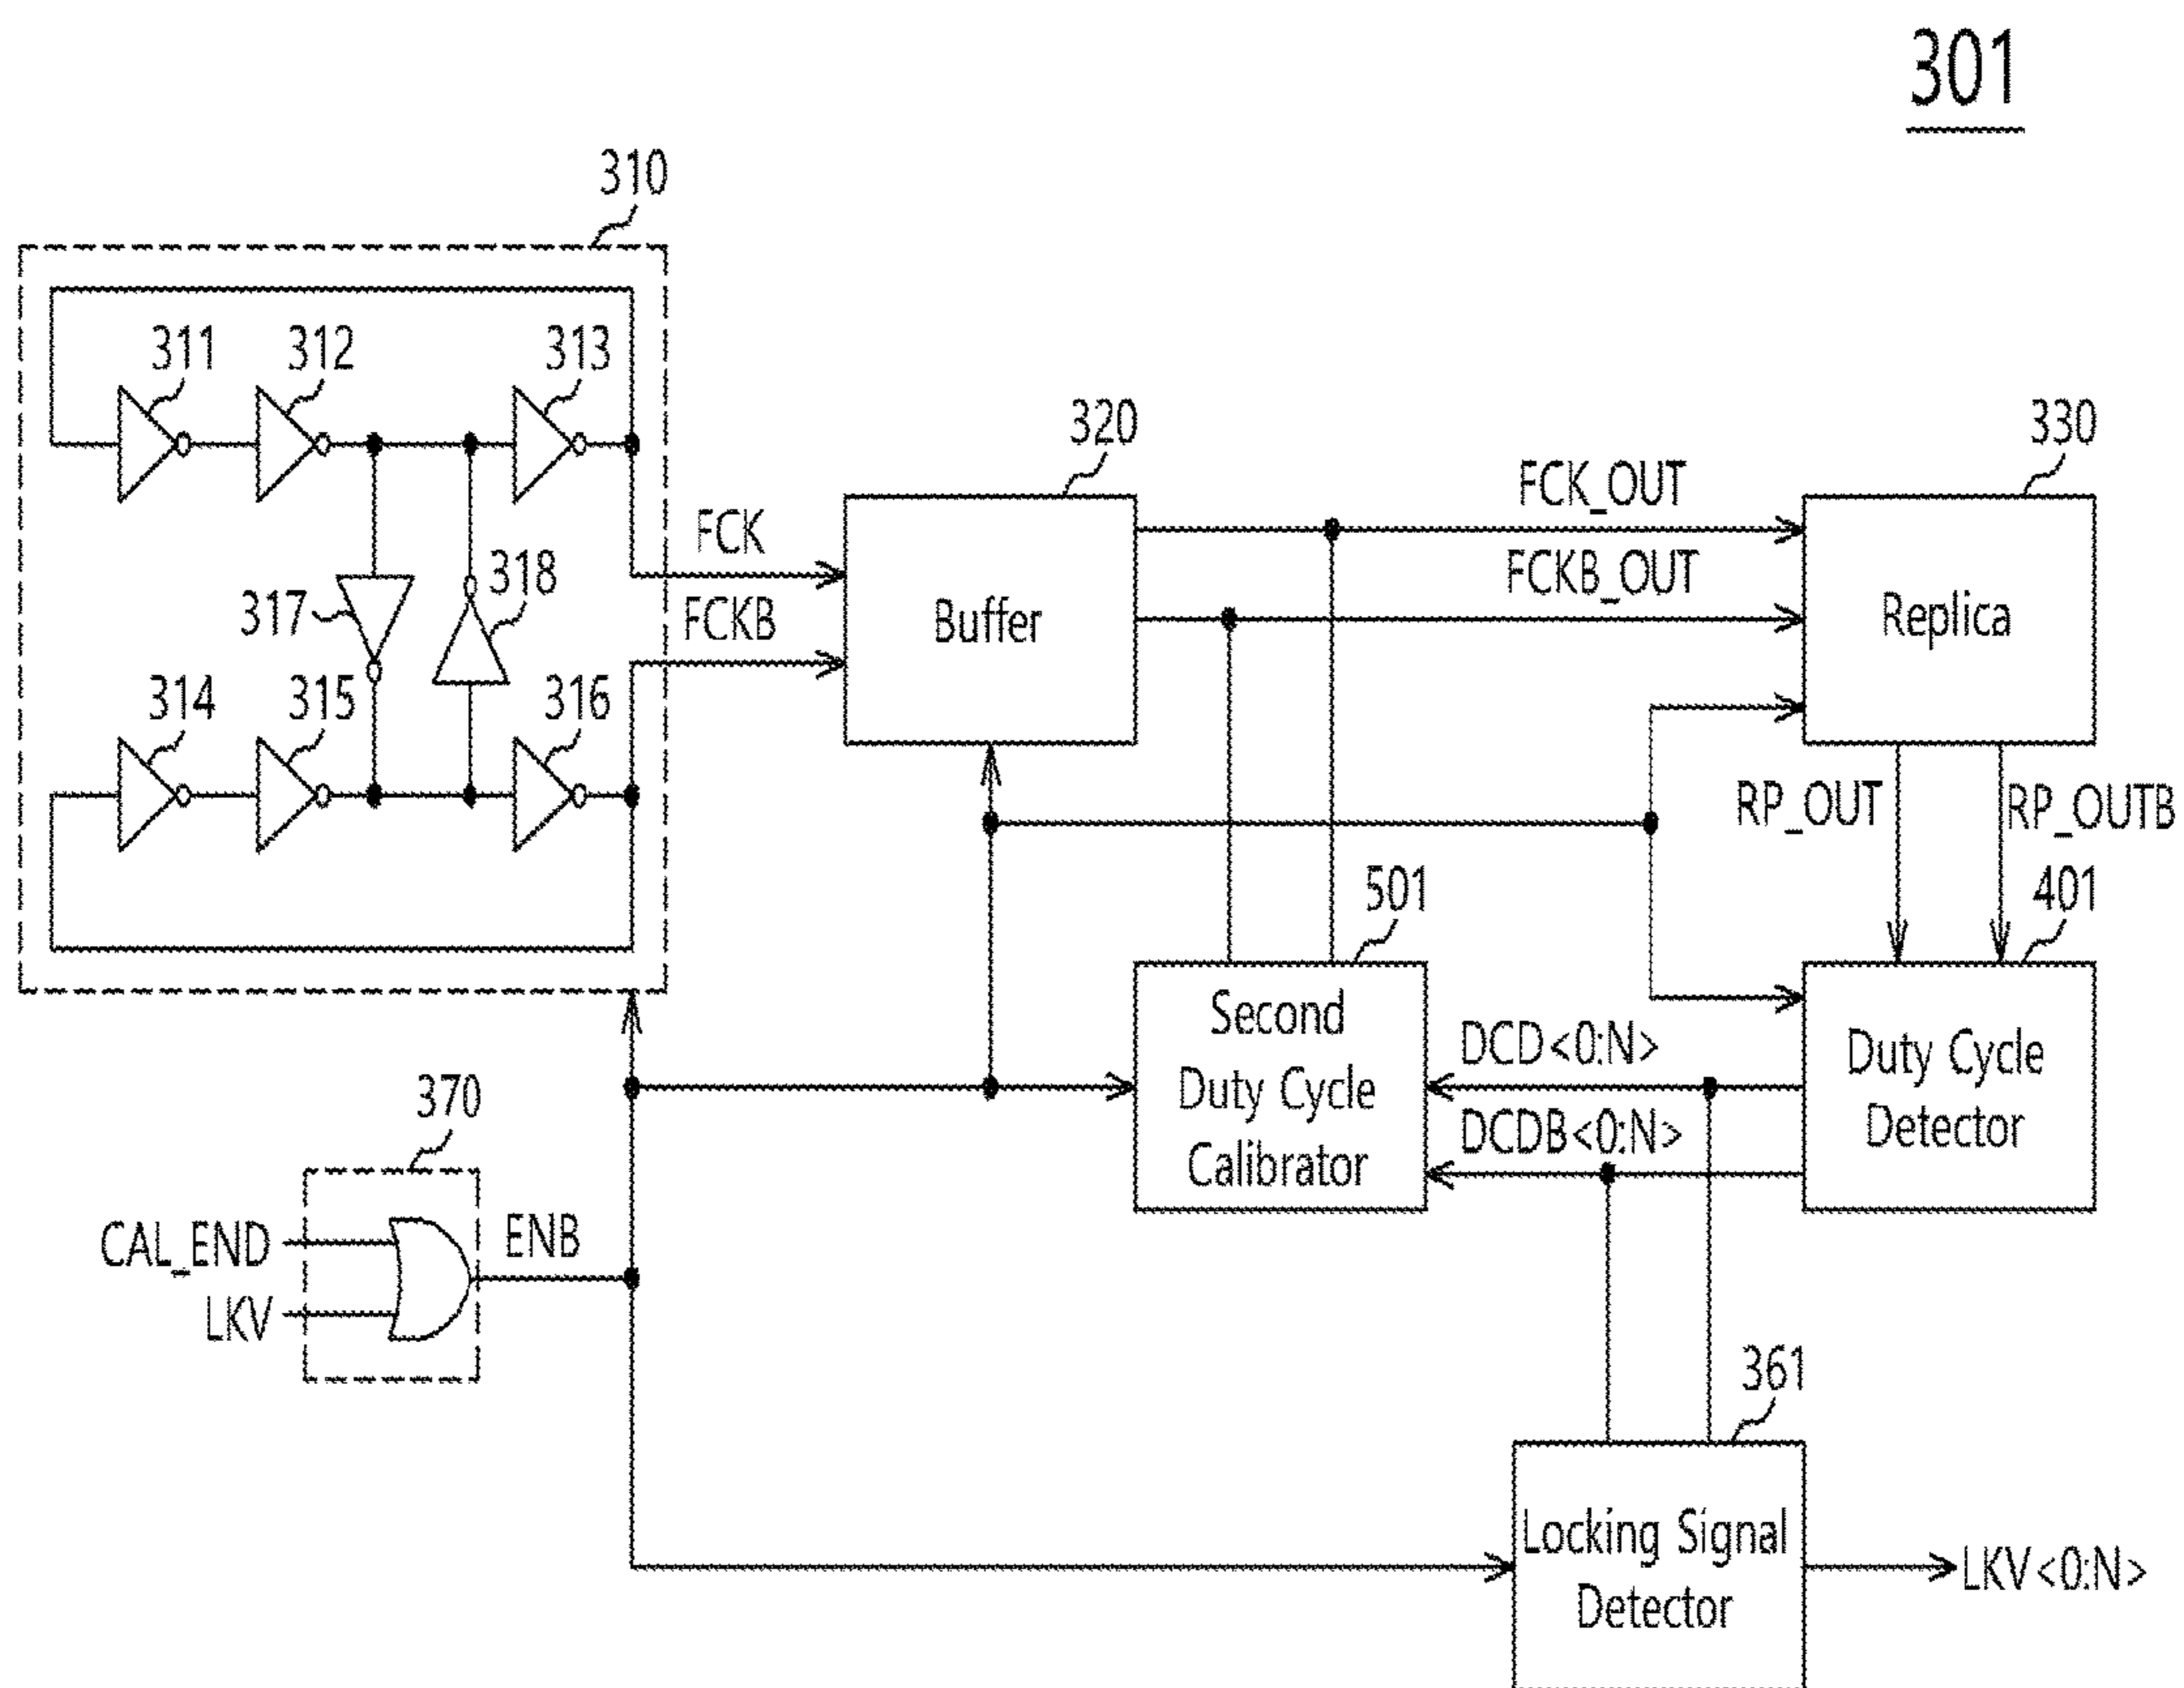 301
310
311
312
313
320
330
FCK_OUT
FCK
FCKB_OUT
317
318
FCKB
Buffer
Replica
314
315
316
RP_OUT
RP_OUTB
501
401
Second
Duty Cycle
Calibrator
DCD<0:N>
DCDB<0:N>
Duty Cycle
Detector
370
CAL_END
LKV
ENB
361
Locking Signal
Detector
LKV<0:N>